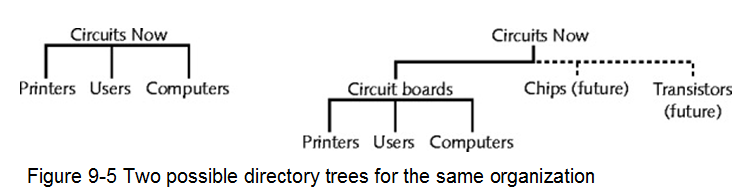 Circuits Now
Printers Users Computers
Circuits Now
Circuit boards Chips (future) Transistors (future)
Printers Users Computers
Figure 9-5 Two possible directory trees for the same organization